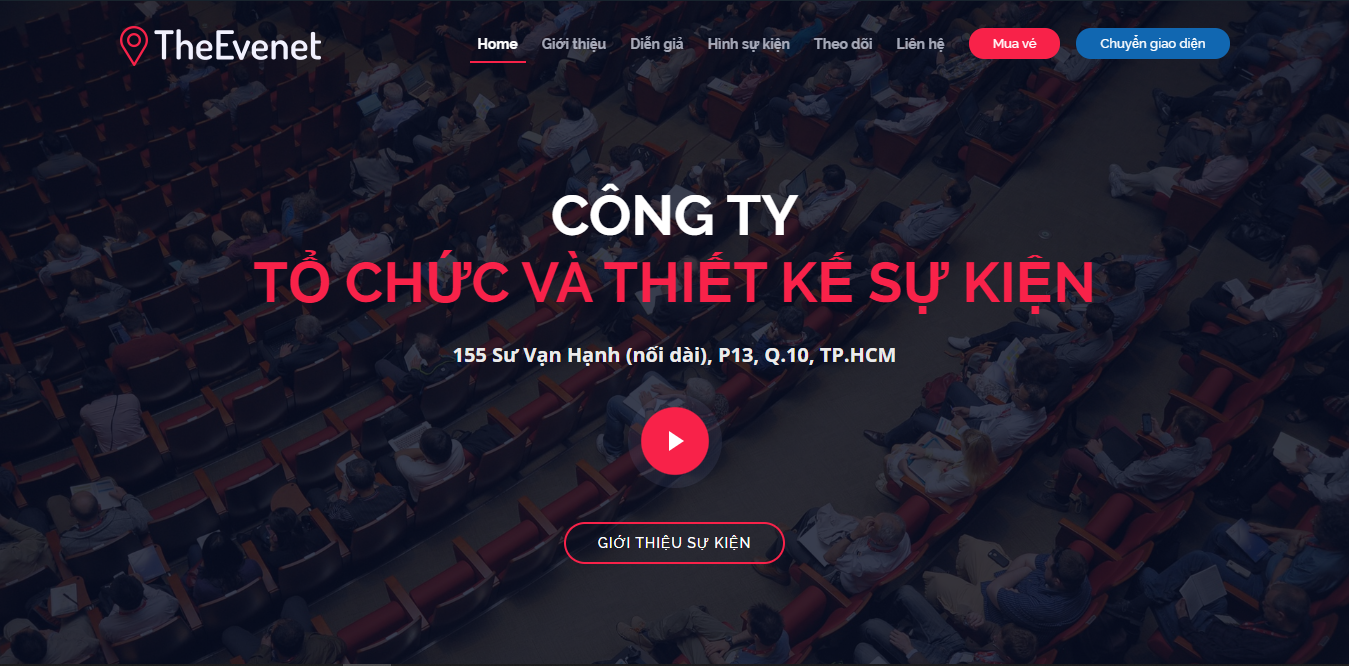 TheEvenet
Home Giới thiệu Diễn giả Hình sự kiện Theo dõi Liên hệ Mua vé Chuyển giao diện
CÔNG TY
TỔ CHỨC VÀ THIẾT KẾ SỰ KIỆN
155 Sư Vạn Hạnh (nối dài), P13, Q.10, TP.HCM
GIỚI THIỆU SỰ KIỆN